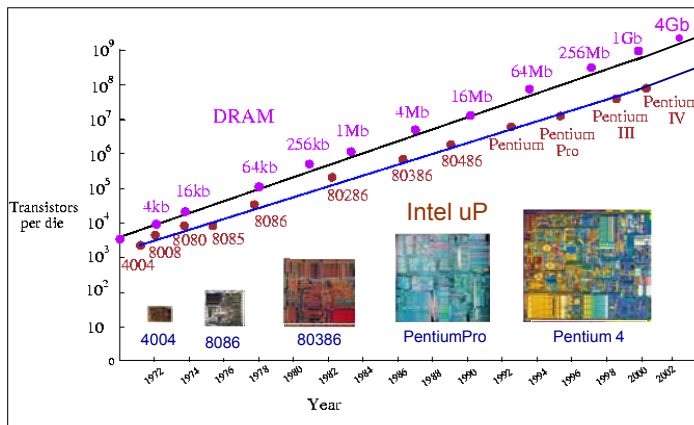 4Gb
1Gb
256Mb
64Mb
16Mb
4Mb
1Mb
256kb
64kb
16kb
4kb
DRAM
10⁹
10⁸
10⁷
10⁶
10⁵
10⁴
10³
10²
10
0
Transistors
per die
Pentium
IV
Pentium
III
Pentium
Pro
Pentium
80486
80386
80286
8086
8085
8080
8008
4004
Intel uP
4004
8086
80386
PentiumPro
Pentium 4
1972
1974
1976
1978
1980
1982
1984
1986
1988
1990
1992
1994
1996
1998
2000
2002
Year